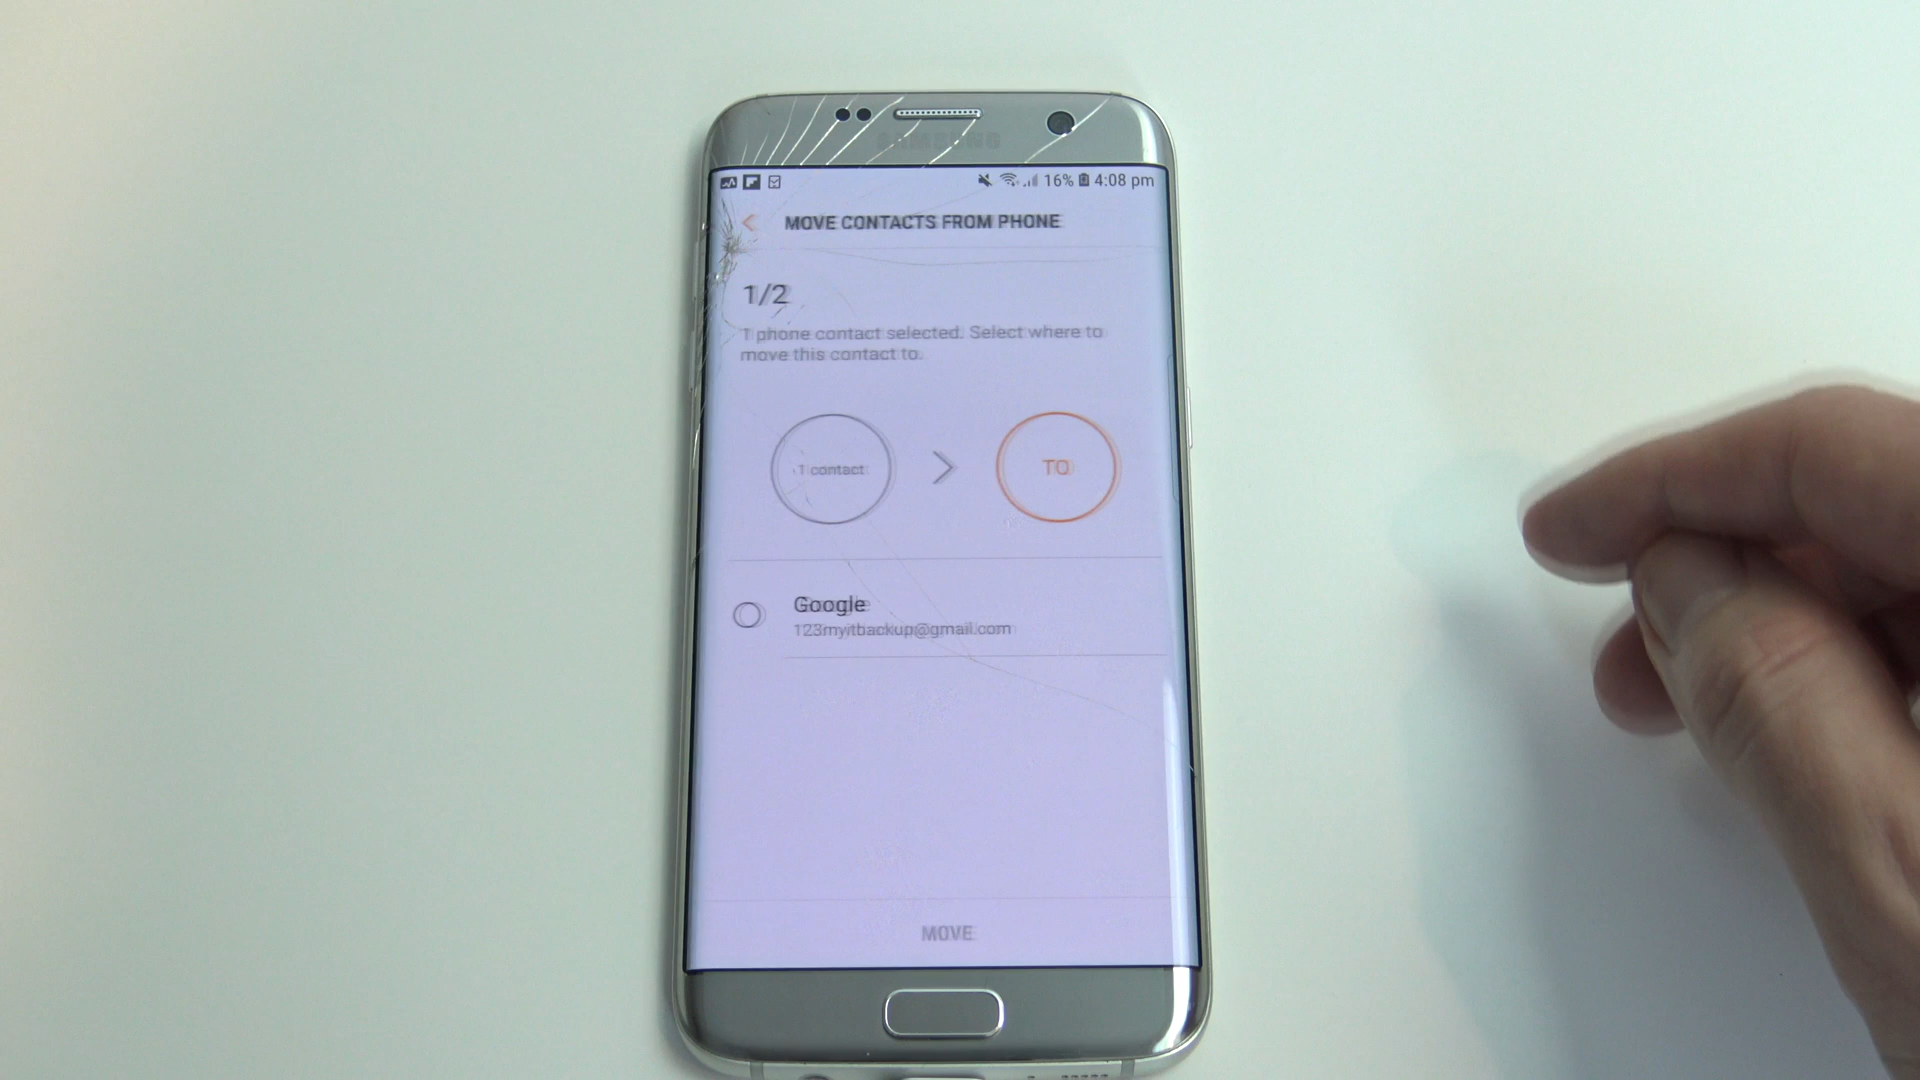 SAMSUNG
16% 4:08 pm
MOVE CONTACTS FROM PHONE
1/2
1 phone contact selected. Select where to
move this contact to.
1 contact
TO
Google
123myitbackup@gmail.com
MOVE